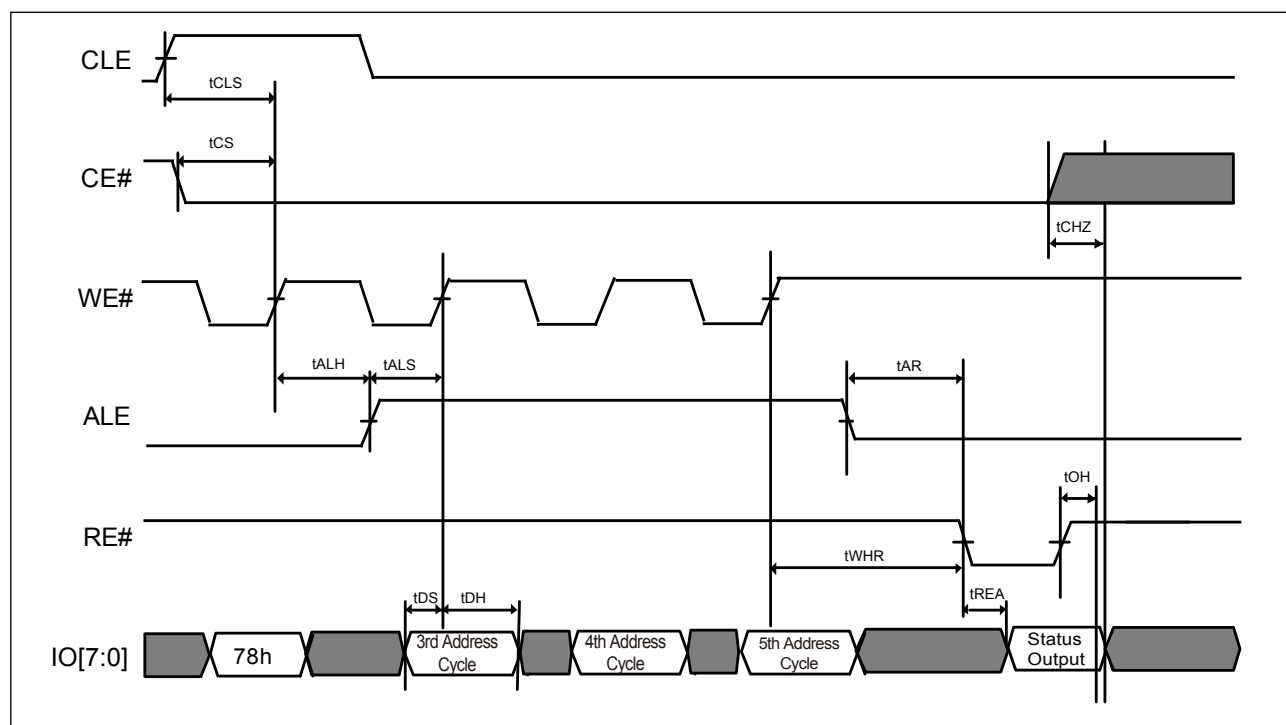 CLE
tCLS
tCS
CE#
tCHZ
WE#
tALH
tALS
tAR
ALE
tOH
RE#
tWHR
tDS
tDH
tREA
IO[7:0]
78h
3rd Address
Cycle
4th Address
Cycle
5th Address
Cycle
Status
Output